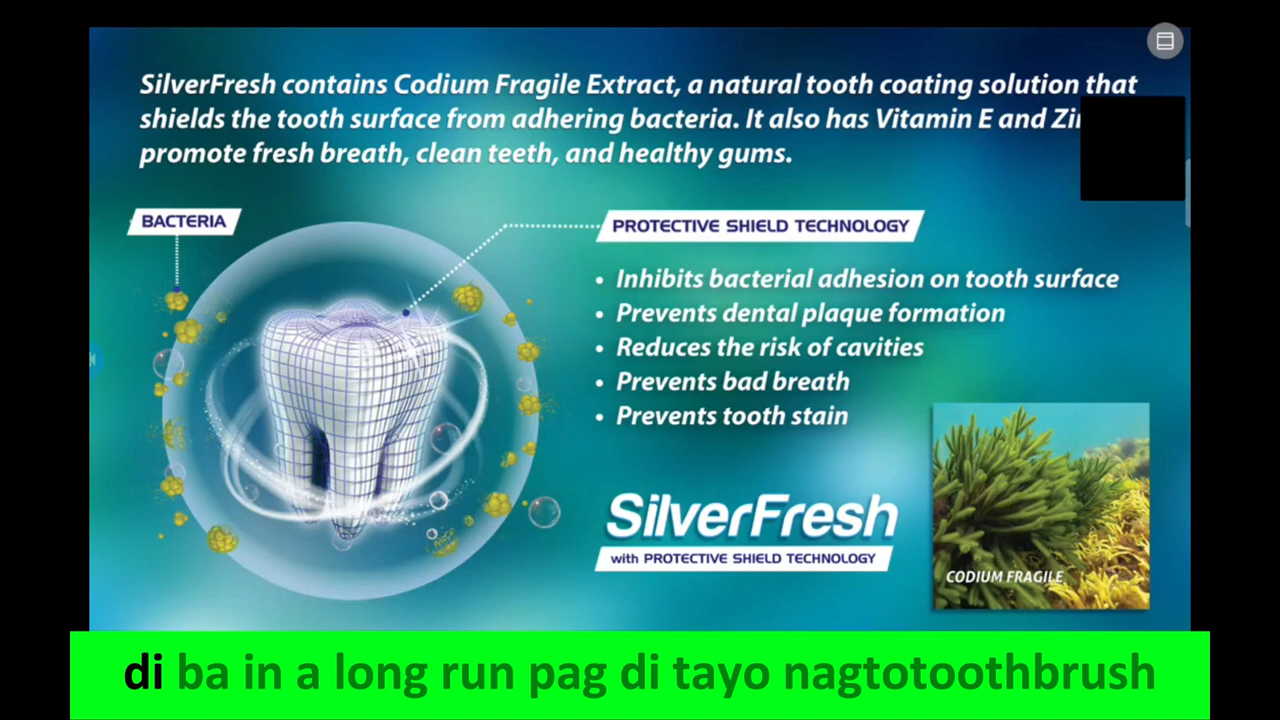 SilverFresh contains Codium Fragile Extract, a natural tooth coating solution that
shields the tooth surface from adhering bacteria. It also has Vitamin E and
promote fresh breath, clean teeth, and healthy gums.
BACTERIA
PROTECTIVE SHIELD TECHNOLOGY
• Inhibits bacterial adhesion on tooth surface
• Prevents dental plaque formation
• Reduces the risk of cavities
• Prevents bad breath
• Prevents tooth stain
SilverFresh
with PROTECTIVE SHIELD TECHNOLOGY
CODIUM FRAGILE
di ba in a long run pag di tayo nagtotoothbrush